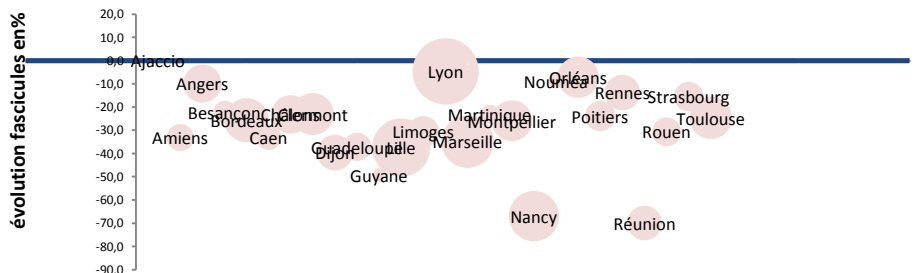 évolution fascicules en%
20,0
10,0
0,0
-10,0
-20,0
-30,0
-40,0
-50,0
-60,0
-70,0
-80,0
-90,0
Ajaccio
Lyon
Orléans
Nouméa
Angers
Rennes
Strasbourg
Besançon
Châlons
Clermont
Martinique
Poitiers
Bordeaux
Montpellier
Toulouse
Limoges
Rouen
Amiens
Caen
Marseille
Guadeloupe
Lille
Dijon
Guyane
Nancy
Réunion